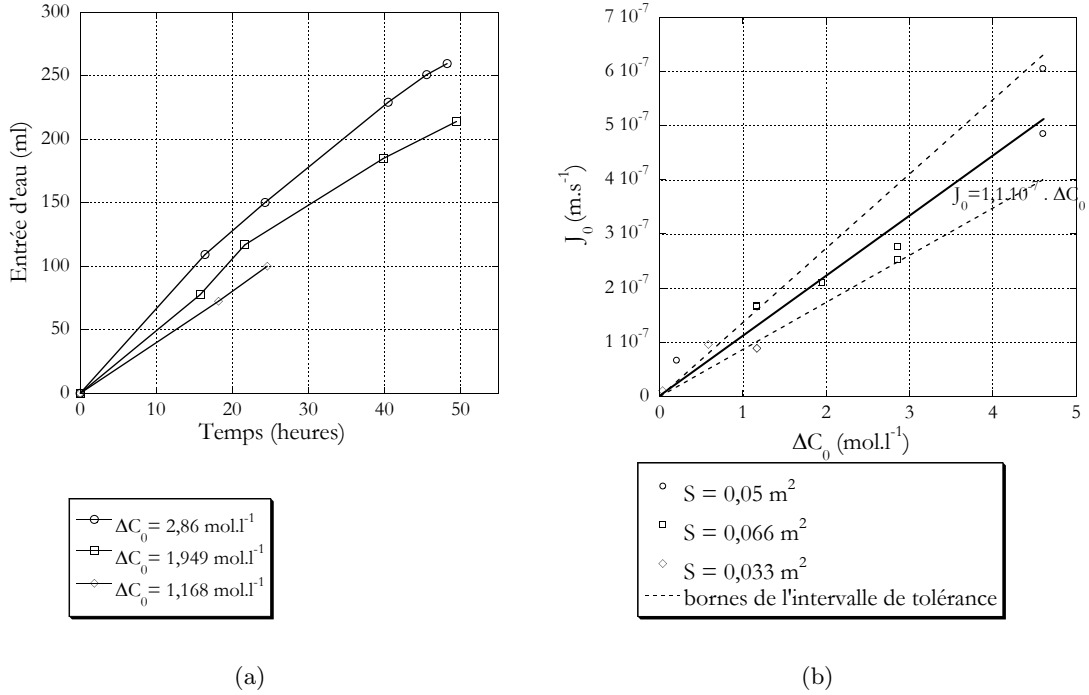 300
250
200
150
100
50
0
0 10 20 30 40 50
Entrée d'eau (ml)
Temps (heures)
ΔC₀= 2,86 mol.l⁻¹
ΔC₀= 1,949 mol.l⁻¹
ΔC₀= 1,168 mol.l⁻¹
(a)
7 10⁻⁷
6 10⁻⁷
5 10⁻⁷
4 10⁻⁷
3 10⁻⁷
2 10⁻⁷
1 10⁻⁷
0
0 1 2 3 4 5
J₀ (m.s⁻¹)
J₀=1,1.10⁻⁷ . ΔC₀
ΔC₀ (mol.l⁻¹)
S = 0,05 m²
S = 0,066 m²
S = 0,033 m²
bornes de l'intervalle de tolérance
(b)